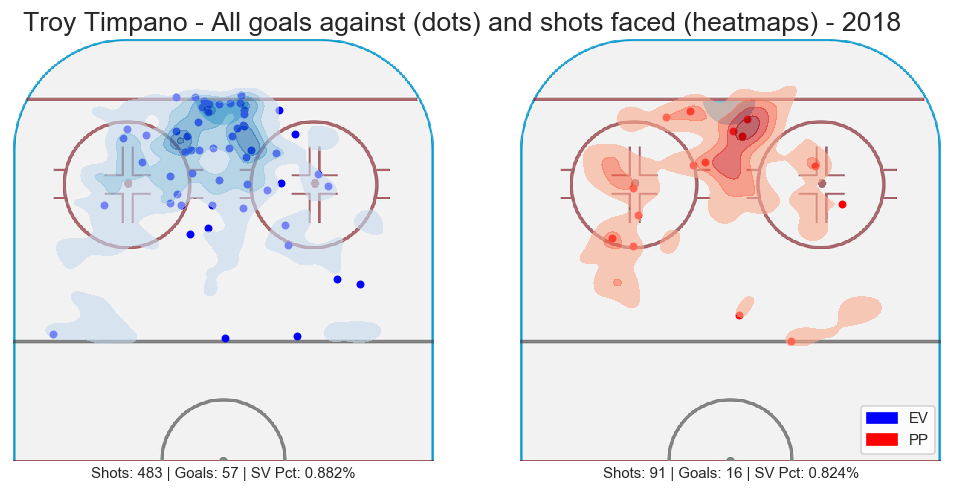 Troy Timpano - All goals against (dots) and shots faced (heatmaps) - 2018
EV
PP
Shots: 483 | Goals: 57 | SV Pct: 0.882%
Shots: 91 | Goals: 16 | SV Pct: 0.824%